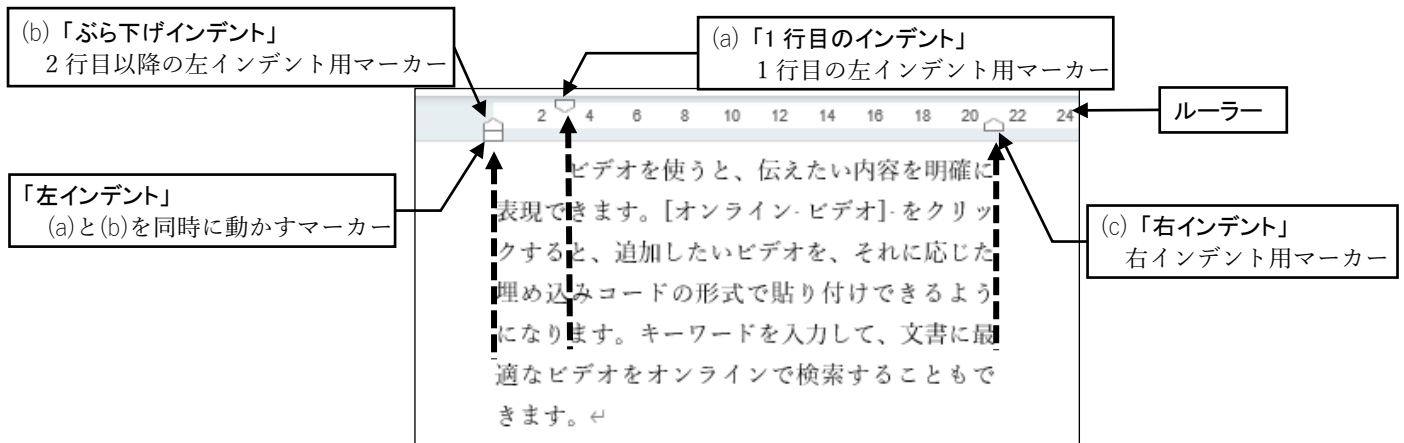 (b)「ぶら下げインデント」
2 行目以降の左インデント用マーカー
(a)「1 行目のインデント」
1 行目の左インデント用マーカー
ルーラー
2 4 6 8 10 12 14 16 18 20 22 24
「左インデント」
(a)と(b)を同時に動かすマーカー
(c)「右インデント」
右インデント用マーカー
ビデオを使うと、伝えたい内容を明確に
表現できます。[オンライン ビデオ] をクリッ
クすると、追加したいビデオを、それに応じた
埋め込みコードの形式で貼り付けできるよう
になります。キーワードを入力して、文書に最
適なビデオをオンラインで検索することもで
きます。↵